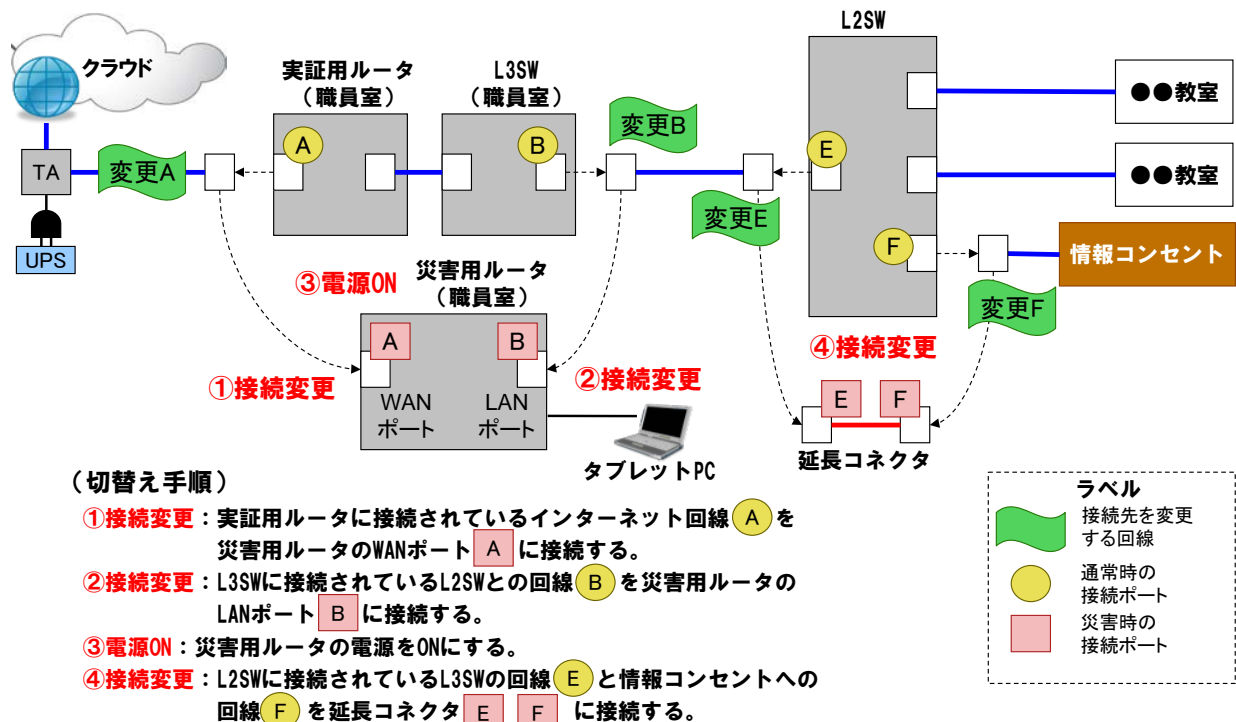 クラウド
TA
UPS
変更A
実証用ルータ
（職員室）
A
L3SW
（職員室）
B
変更B
L2SW
E
変更E
F
●●教室
●●教室
情報コンセント
変更F
③電源ON
災害用ルータ
（職員室）
A
B
WAN
ポート
LAN
ポート
①接続変更
②接続変更
タブレットPC
④接続変更
E
F
延長コネクタ
（切替え手順）
①接続変更：実証用ルータに接続されているインターネット回線 A を
災害用ルータのWANポート A に接続する。
②接続変更：L3SWに接続されているL2SWとの回線 B を災害用ルータの
LANポート B に接続する。
③電源ON：災害用ルータの電源をONにする。
④接続変更：L2SWに接続されているL3SWの回線 E と情報コンセントへの
回線 F を延長コネクタ E F に接続する。
ラベル
接続先を変更
する回線
通常時の
接続ポート
災害時の
接続ポート